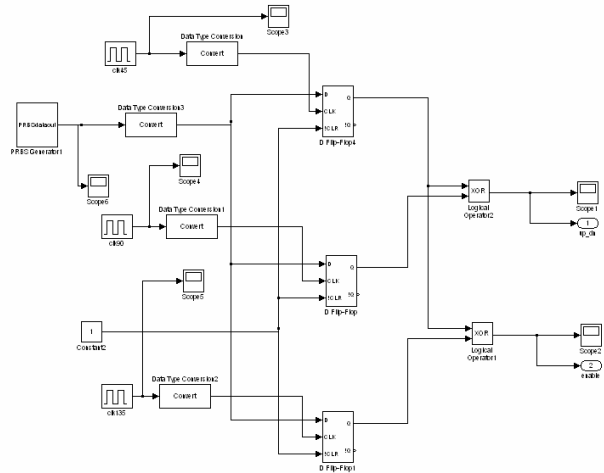 Scope3
Data Type Conversion
Convert
clk45
Data Type Conversion3
Convert
PRBS Generator1
Scope6
D
CLK
!CLR
Q
!Q
D Flip-Flop4
Scope4
Data Type Conversion1
Convert
clk90
XOR
Logical
Operator2
Scope1
1
up_dn
Scope5
D
CLK
!CLR
Q
!Q
D Flip-Flop
1
Constant2
XOR
Logical
Operator1
Scope2
2
enable
Data Type Conversion2
Convert
clk135
D
CLK
!CLR
Q
!Q
D Flip-Flop1